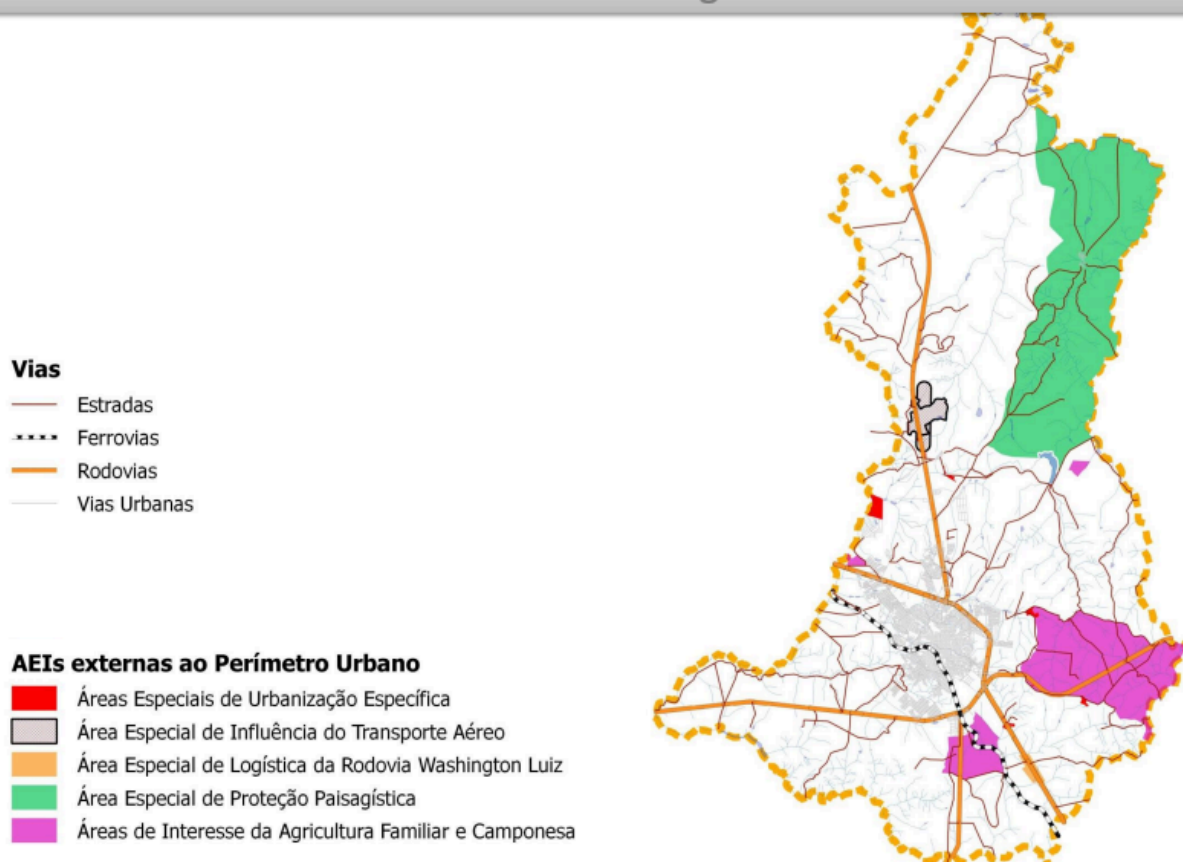 Vias
Estradas
Ferrovias
Rodovias
Vias Urbanas
AEIs externas ao Perímetro Urbano
Áreas Especiais de Urbanização Específica
Área Especial de Influência do Transporte Aéreo
Área Especial de Logística da Rodovia Washington Luiz
Área Especial de Proteção Paisagística
Áreas de Interesse da Agricultura Familiar e Camponesa